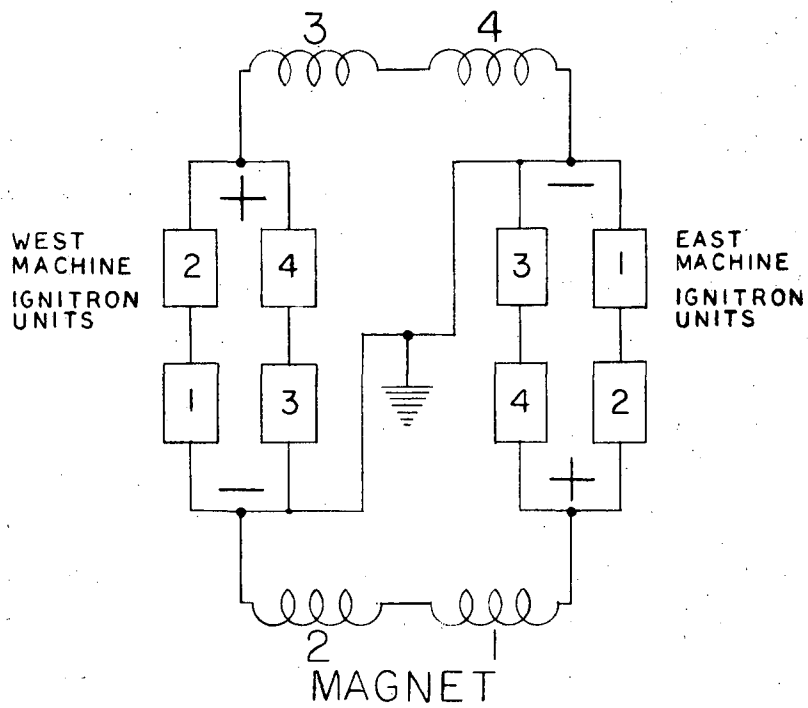 3 4
+ −
WEST
MACHINE
IGNITRON
UNITS
2 4
1 3
−
3 1
4 2
+
EAST
MACHINE
IGNITRON
UNITS
2 1
MAGNET